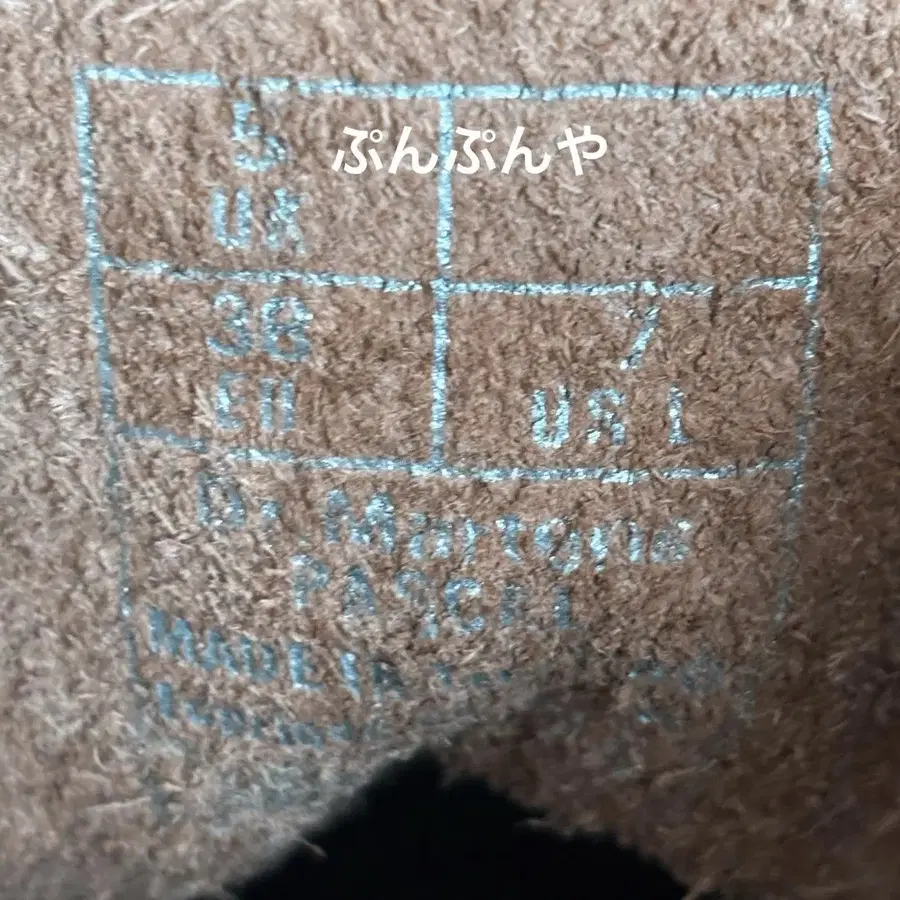 5
ぷんぷんや
UK
38
EU
7
US L
Dr. Martens
PASCAL
MADE IN